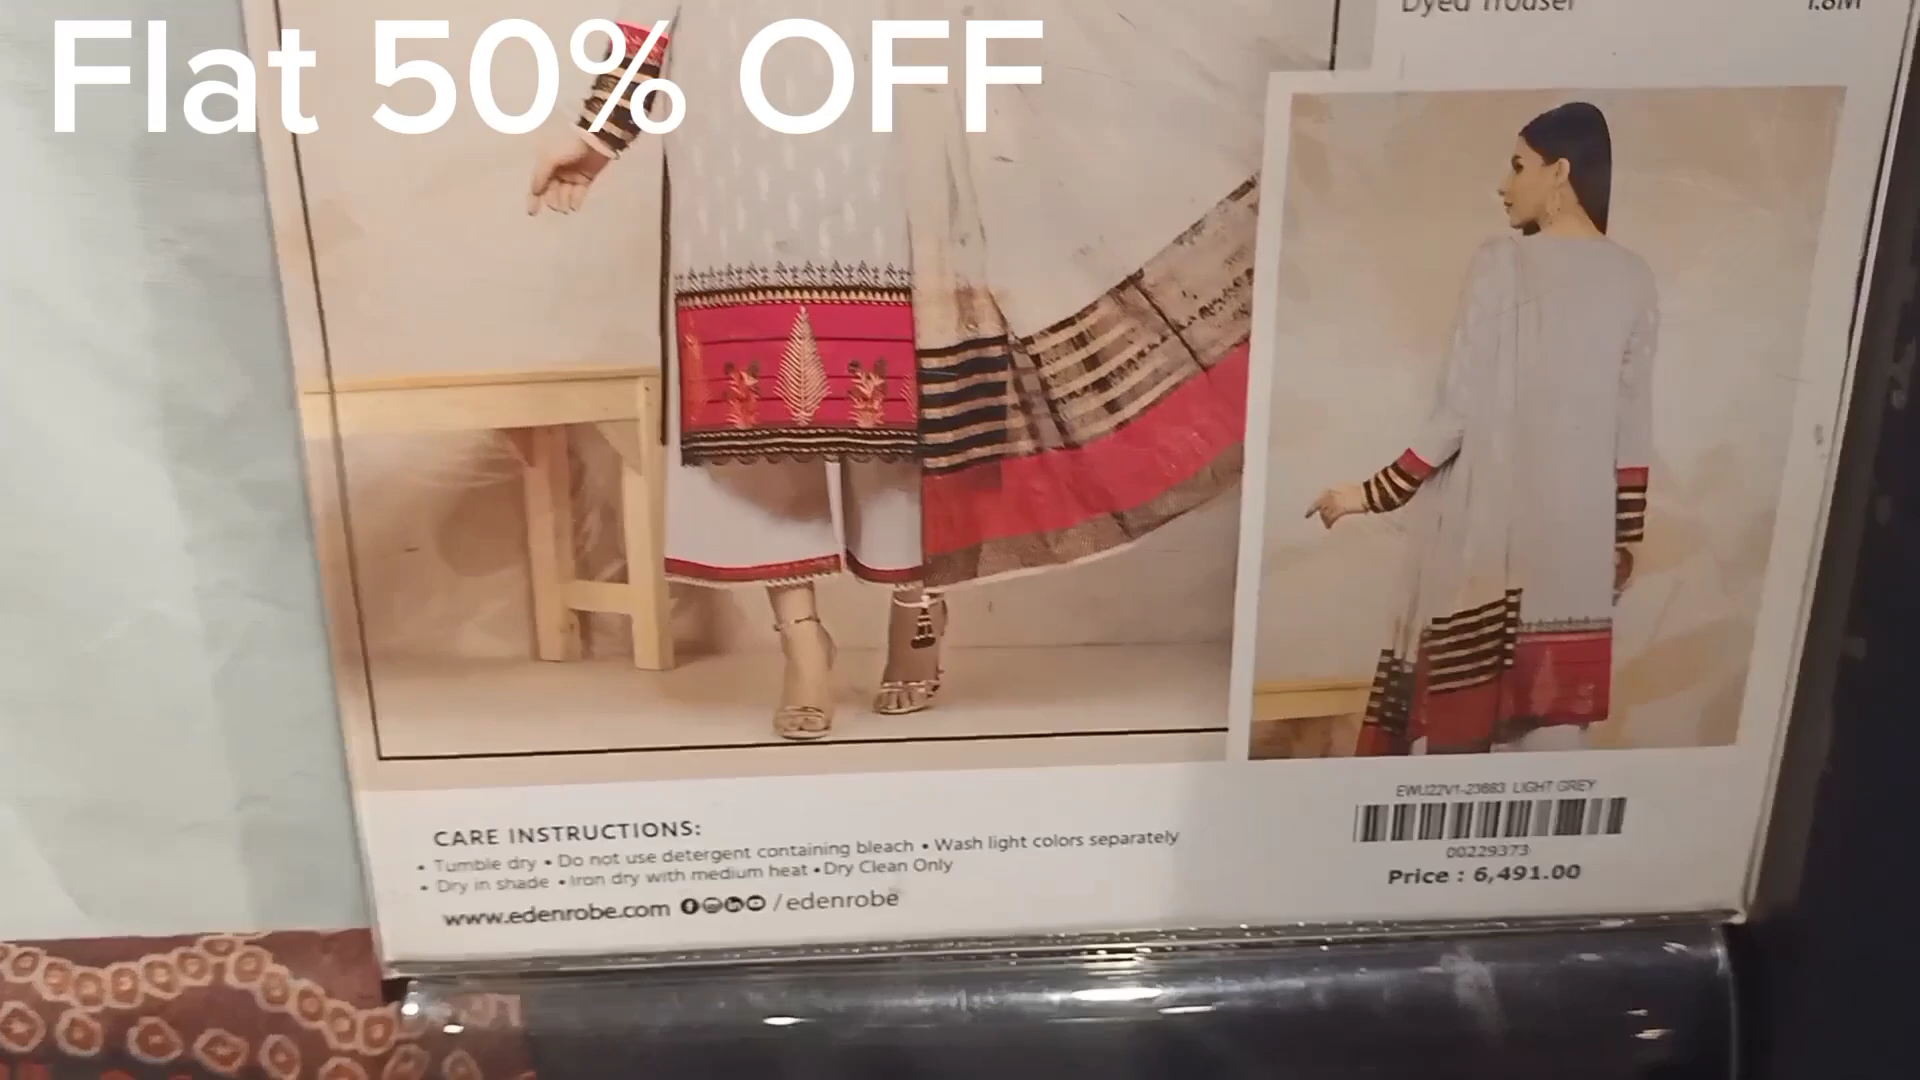 Flat 50% OFF
Dyed Trouser 1.8M
EWU22V1-23683 LIGHT GREY
00229373
Price : 6,491.00
CARE INSTRUCTIONS:
• Tumble dry • Do not use detergent containing bleach • Wash light colors separately
• Dry in shade • Iron dry with medium heat • Dry Clean Only
www.edenrobe.com /edenrobe